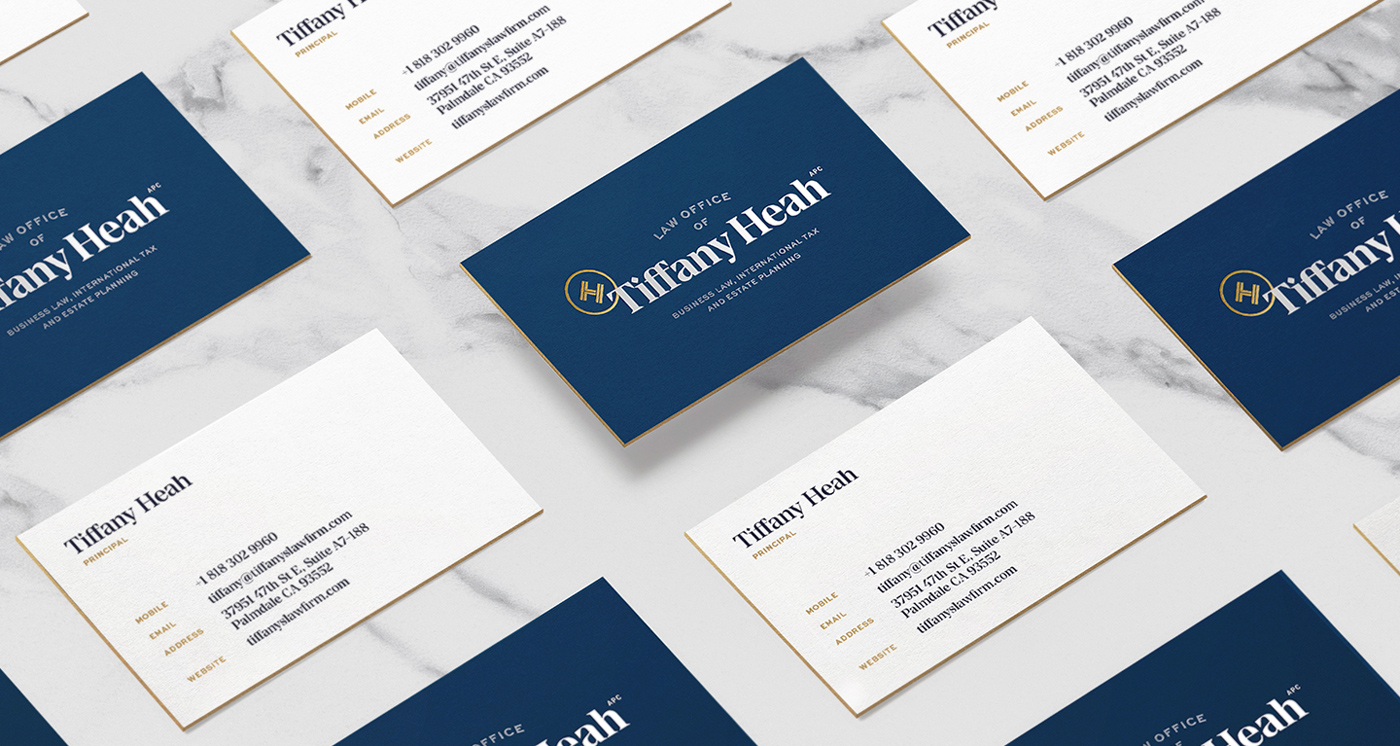 Tiffany H
PRINCIPAL
MOBILE +1 818 302 9960
EMAIL tiffany@tiffanyslawfirm.com
ADDRESS 37951 47th St E, Suite A7-188
Palmdale CA 93552
WEBSITE tiffanyslawfirm.com
Tiffany
PRINCIPAL
MOBILE +1 818 302 9960
EMAIL tiffany@tiffanyslawfirm.com
ADDRESS 37951 47th St E, Suite A7-188
Palmdale CA 93552
WEBSITE tiffanyslawfirm.com
AW OFFICE
OF
ffany Heah APC
BUSINESS LAW, INTERNATIONAL TAX
AND ESTATE PLANNING
LAW OFFICE
OF
H Tiffany Heah APC
BUSINESS LAW, INTERNATIONAL TAX
AND ESTATE PLANNING
LAW OFFICE
OF
H Tiffany H
BUSINESS LAW,
AND ES
Tiffany Heah
PRINCIPAL
MOBILE +1 818 302 9960
EMAIL tiffany@tiffanyslawfirm.com
ADDRESS 37951 47th St E, Suite A7-188
Palmdale CA 93552
WEBSITE tiffanyslawfirm.com
Tiffany Heah
PRINCIPAL
MOBILE +1 818 302 9960
EMAIL tiffany@tiffanyslawfirm.com
ADDRESS 37951 47th St E, Suite A7-188
Palmdale CA 93552
WEBSITE tiffanyslawfirm.com
OFFICE
Heah APC
LAW OFFICE
OF
Heah APC